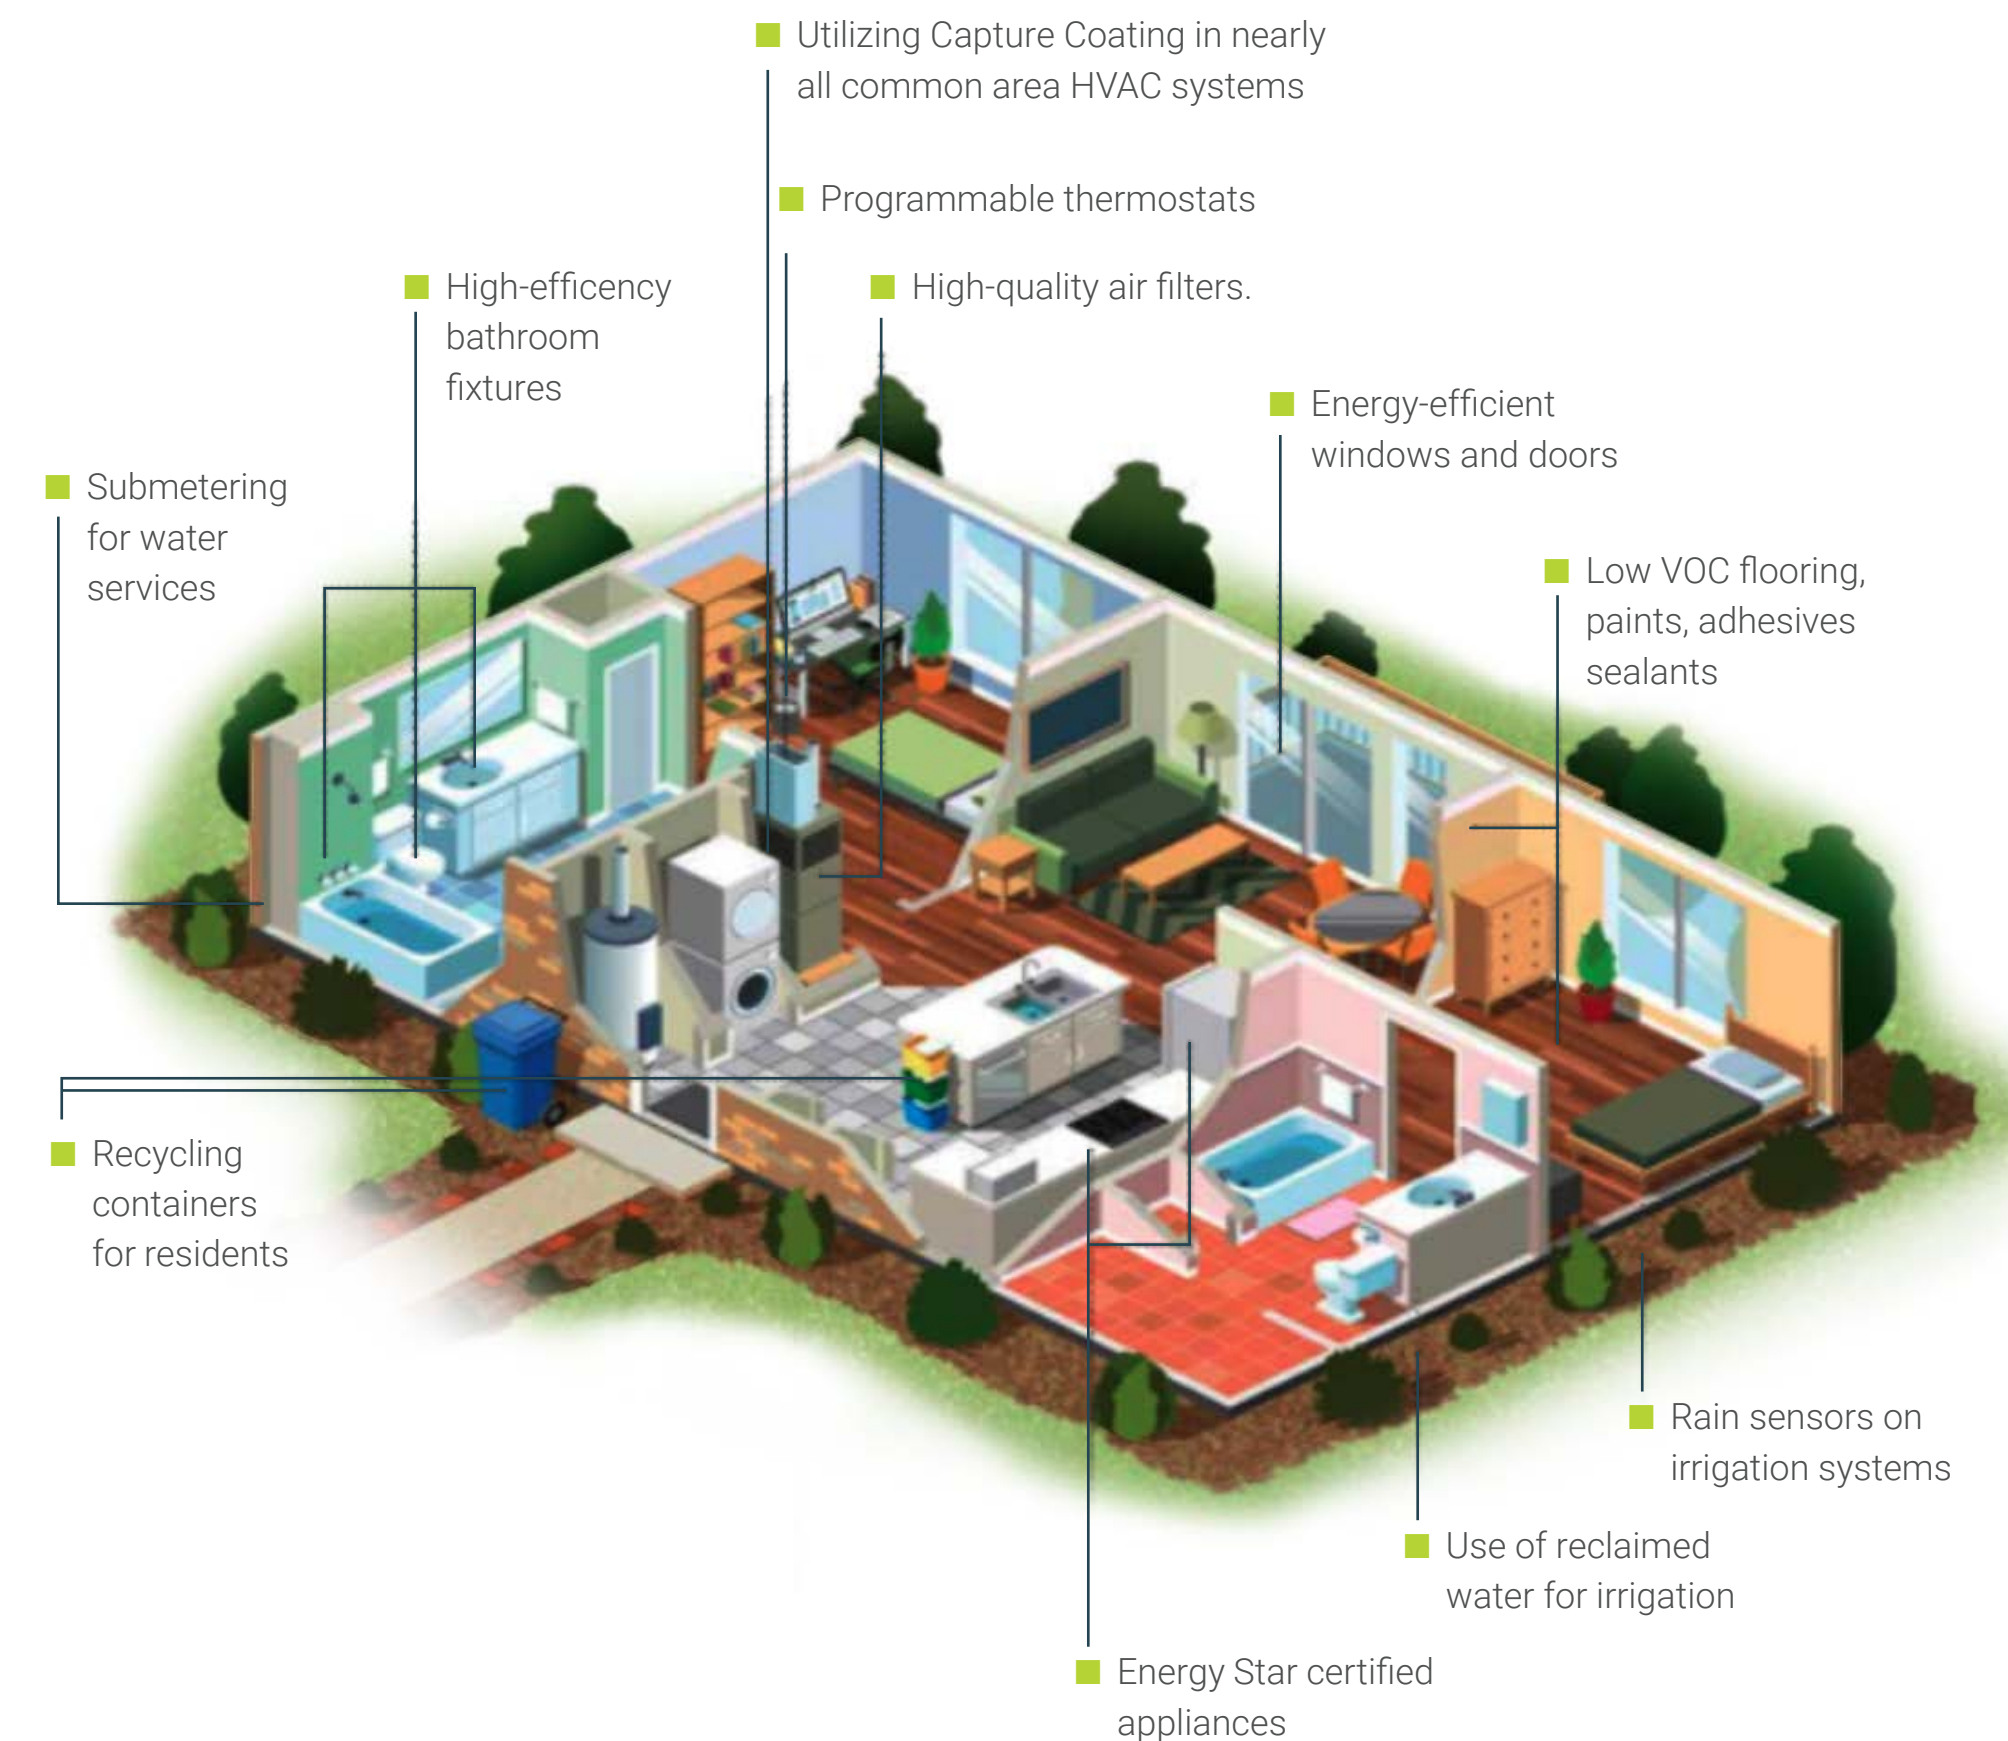 Utilizing Capture Coating in nearly
all common area HVAC systems
Programmable thermostats
High-efficency
bathroom
fixtures
High-quality air filters.
Energy-efficient
windows and doors
Submetering
for water
services
Low VOC flooring,
paints, adhesives
sealants
Recycling
containers
for residents
Rain sensors on
irrigation systems
Use of reclaimed
water for irrigation
Energy Star certified
appliances